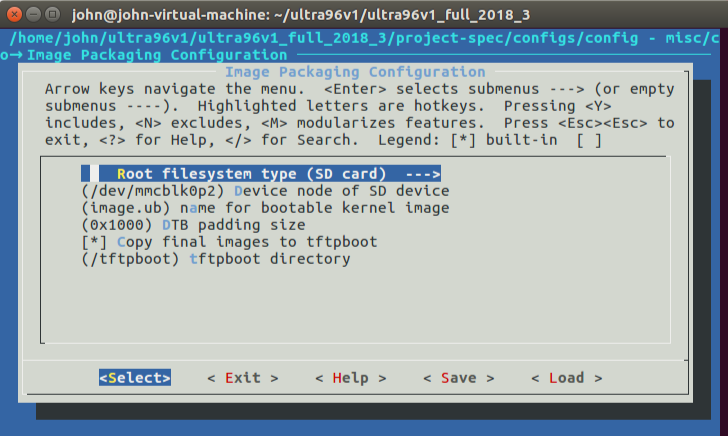 john@john-virtual-machine: ~/ultra96v1/ultra96v1_full_2018_3
/home/john/ultra96v1/ultra96v1_full_2018_3/project-spec/configs/config - misc/c
o→Image Packaging Configuration
Image Packaging Configuration
Arrow keys navigate the menu. <Enter> selects submenus ---> (or empty
submenus ----). Highlighted letters are hotkeys. Pressing <Y>
includes, <N> excludes, <M> modularizes features. Press <Esc><Esc> to
exit, <?> for Help, </> for Search. Legend: [*] built-in [ ]
Root filesystem type (SD card) --->
(/dev/mmcblk0p2) Device node of SD device
(image.ub) name for bootable kernel image
(0x1000) DTB padding size
[*] Copy final images to tftpboot
(/tftpboot) tftpboot directory
<Select> < Exit > < Help > < Save > < Load >